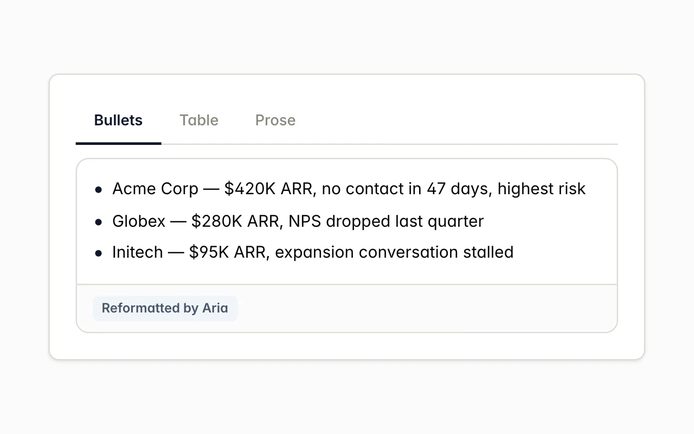 Bullets Table Prose
● Acme Corp — $420K ARR, no contact in 47 days, highest risk
● Globex — $280K ARR, NPS dropped last quarter
● Initech — $95K ARR, expansion conversation stalled
Reformatted by Aria